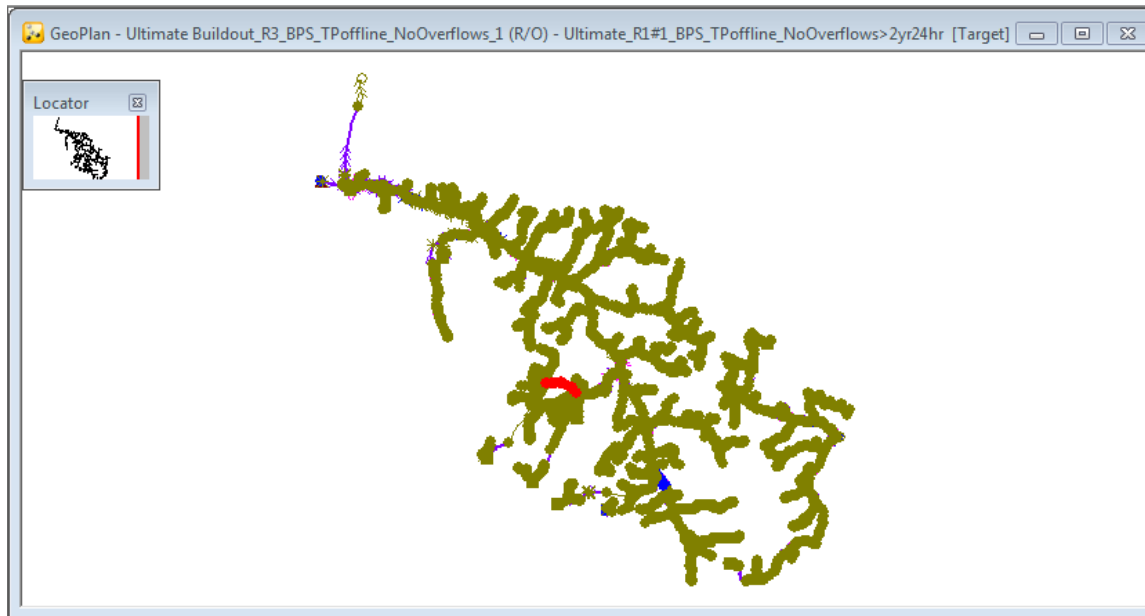 GeoPlan - Ultimate Buildout_R3_BPS_TPoffline_NoOverflows_1 (R/O) - Ultimate_R1#1_BPS_TPoffline_NoOverflows>2yr24hr [Target]
Locator